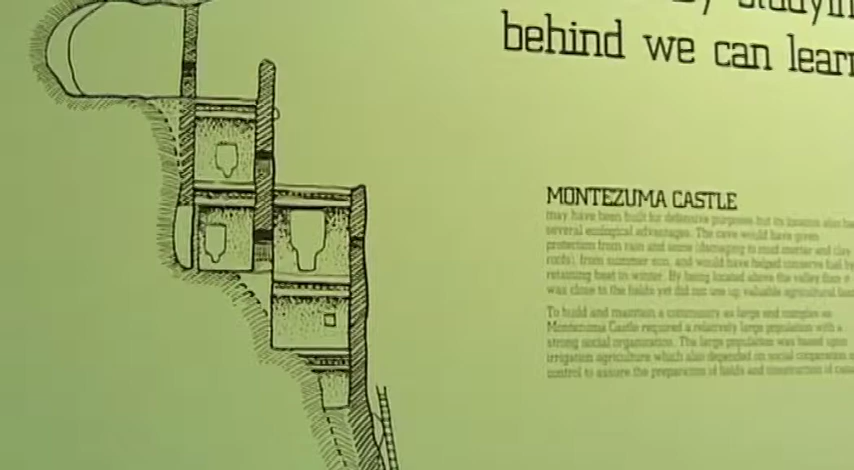 studyin
behind we can learn
MONTEZUMA CASTLE
may have been built for defensive purposes but its location also ha
several ecological advantages. The cave would have given
protection from rain and snow (damaging to mud mortar and clay
roofs), from summer sun, and would have helped conserve fuel by
retaining heat in winter. By being located above the valley floor it
was close to the fields yet did not use up valuable agricultural land
To build and maintain a community as large and complex as
Montezuma Castle required a relatively large population with a
strong social organization. The large population was based upon
irrigation agriculture which also depended on social cooperation a
control to assure the preparation of fields and construction of cana